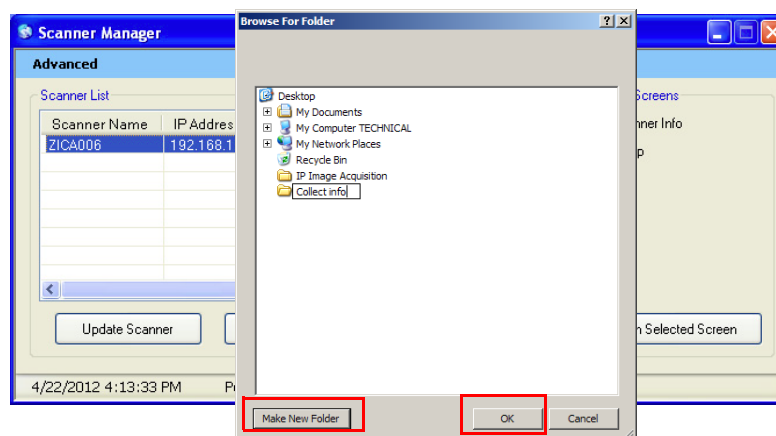 Scanner Manager
Advanced
Scanner List
Scanner Name IP Addres
ZICA006 192.168.1
Update Scanner
4/22/2012 4:13:33 PM
Browse For Folder
Desktop
My Documents
My Computer TECHNICAL
My Network Places
Recycle Bin
IP Image Acquisition
Collect info
Make New Folder OK Cancel
Screens
nner Info
p
n Selected Screen